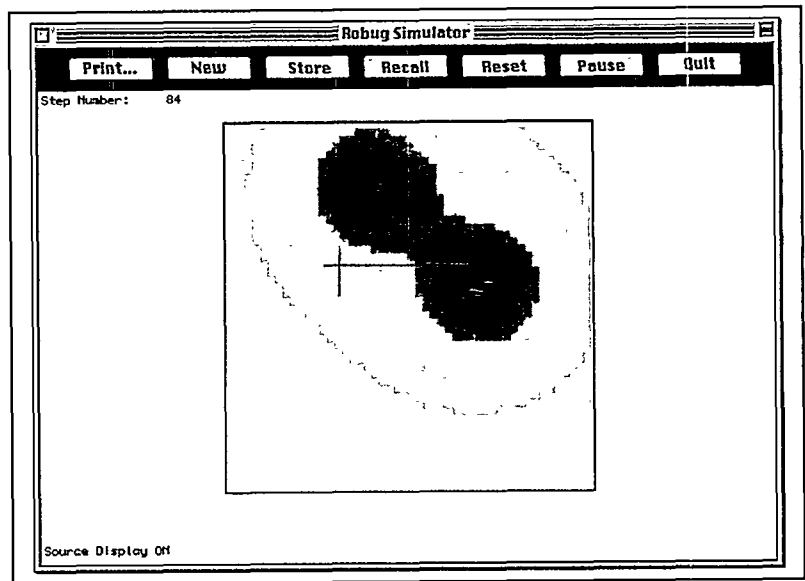 Robug Simulator
Print... New Store Recall Reset Pause Quit
Step Number: 84
Source Display ON